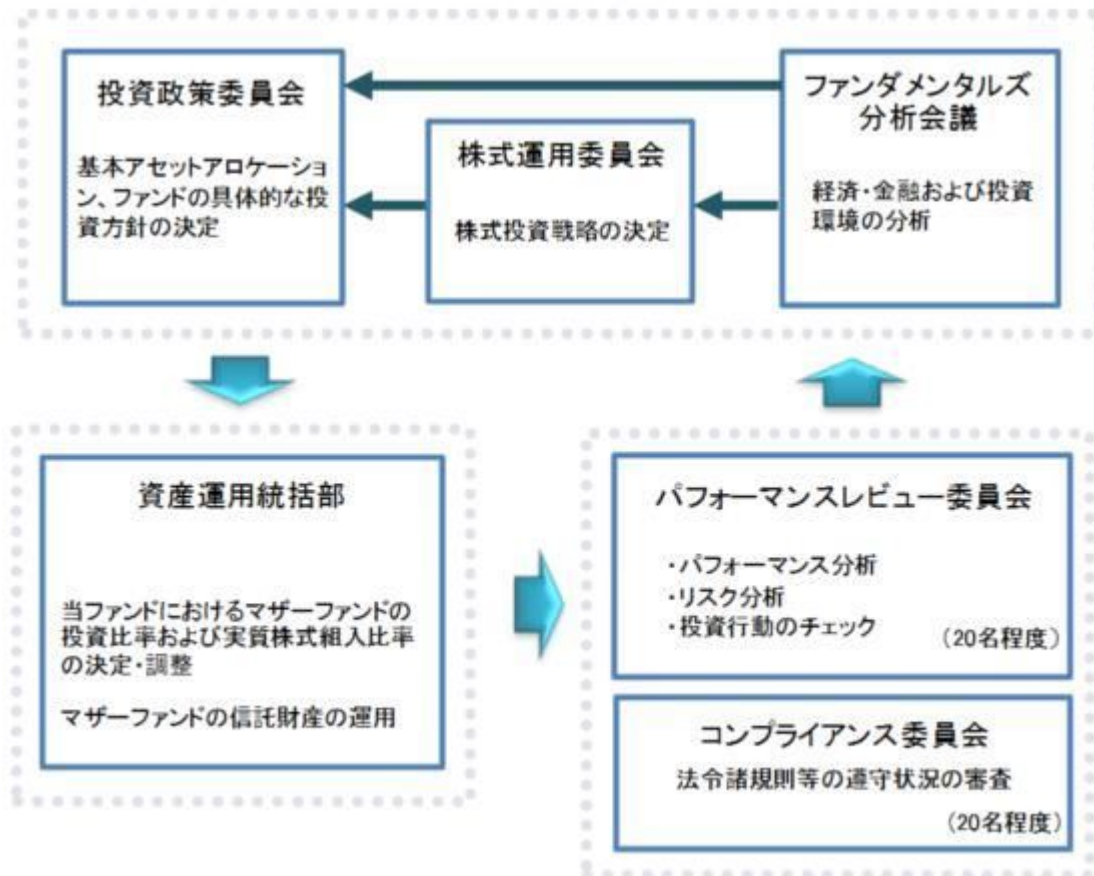 投資政策委員会
基本アセットアロケーショ
ン、ファンドの具体的な投
資方針の決定
株式運用委員会
株式投資戦略の決定
ファンダメンタルズ
分析会議
経済・金融および投資
環境の分析
資産運用統括部
当ファンドにおけるマザーファンドの
投資比率および実質株式組入比率
の決定・調整
マザーファンドの信託財産の運用
パフォーマンスレビュー委員会
・パフォーマンス分析
・リスク分析
・投資行動のチェック
(20名程度)
コンプライアンス委員会
法令諸規則等の遵守状況の審査
(20名程度)